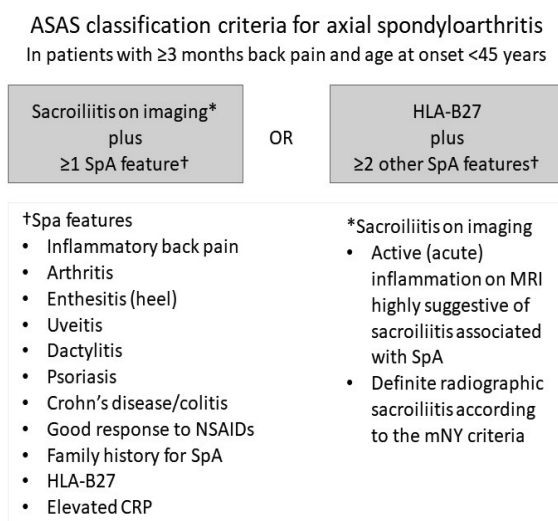 ASAS classification criteria for axial spondyloarthritis
In patients with ≥3 months back pain and age at onset <45 years
Sacroiliitis on imaging*
plus
≥1 SpA feature†
OR
HLA-B27
plus
≥2 other SpA features†
†Spa features
• Inflammatory back pain
• Arthritis
• Enthesitis (heel)
• Uveitis
• Dactylitis
• Psoriasis
• Crohn's disease/colitis
• Good response to NSAIDs
• Family history for SpA
• HLA-B27
• Elevated CRP
*Sacroiliitis on imaging
• Active (acute)
inflammation on MRI
highly suggestive of
sacroiliitis associated
with SpA
• Definite radiographic
sacroiliitis according
to the mNY criteria